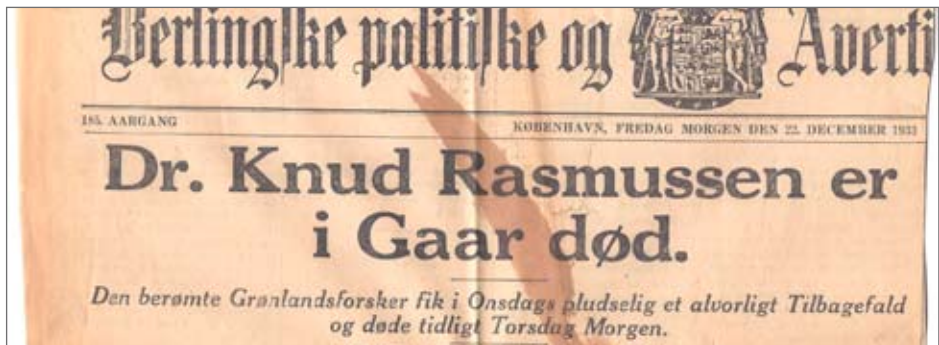 Berlingske politiske og Averti
185. AARGANG
KØBENHAVN, FREDAG MORGEN DEN 22. DECEMBER 1933
Dr. Knud Rasmussen er
i Gaar død.
Den berømte Grønlandsforsker fik i Onsdags pludselig et alvorligt Tilbagefald
og døde tidligt Torsdag Morgen.